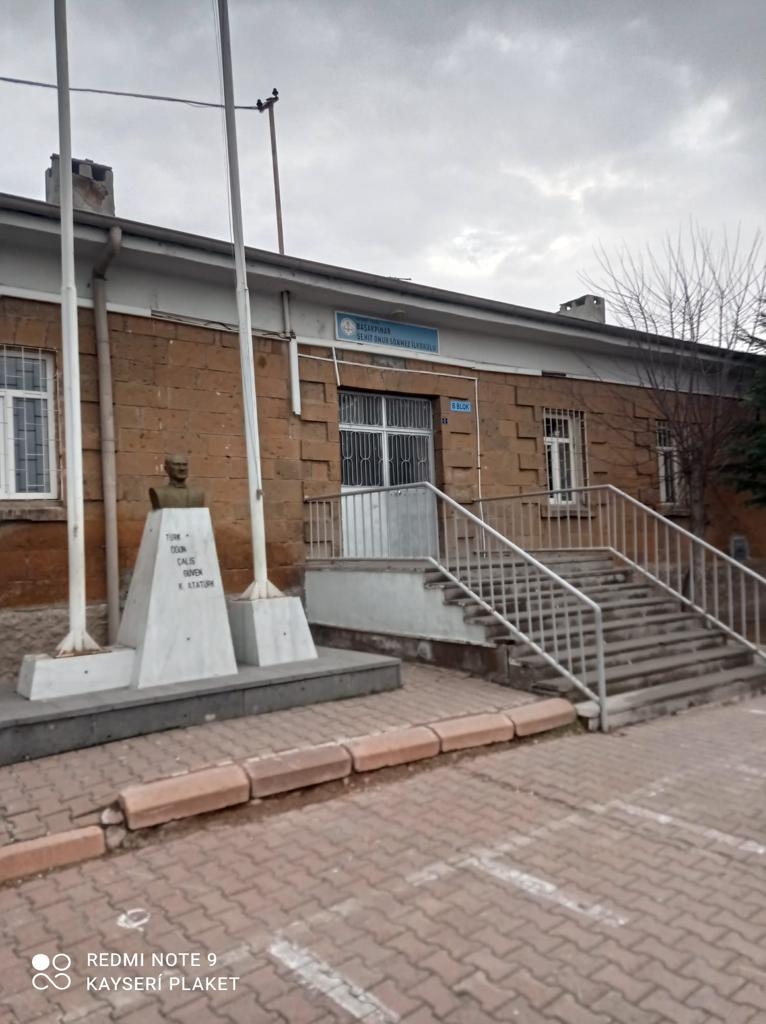 BAŞAKPINAR
ŞEHİT ONUR SÖNMEZ İLKOKULU
B BLOK
TÜRK
ÖĞÜN
ÇALIŞ
GÜVEN
K. ATATÜRK
REDMI NOTE 9
KAYSERİ PLAKET